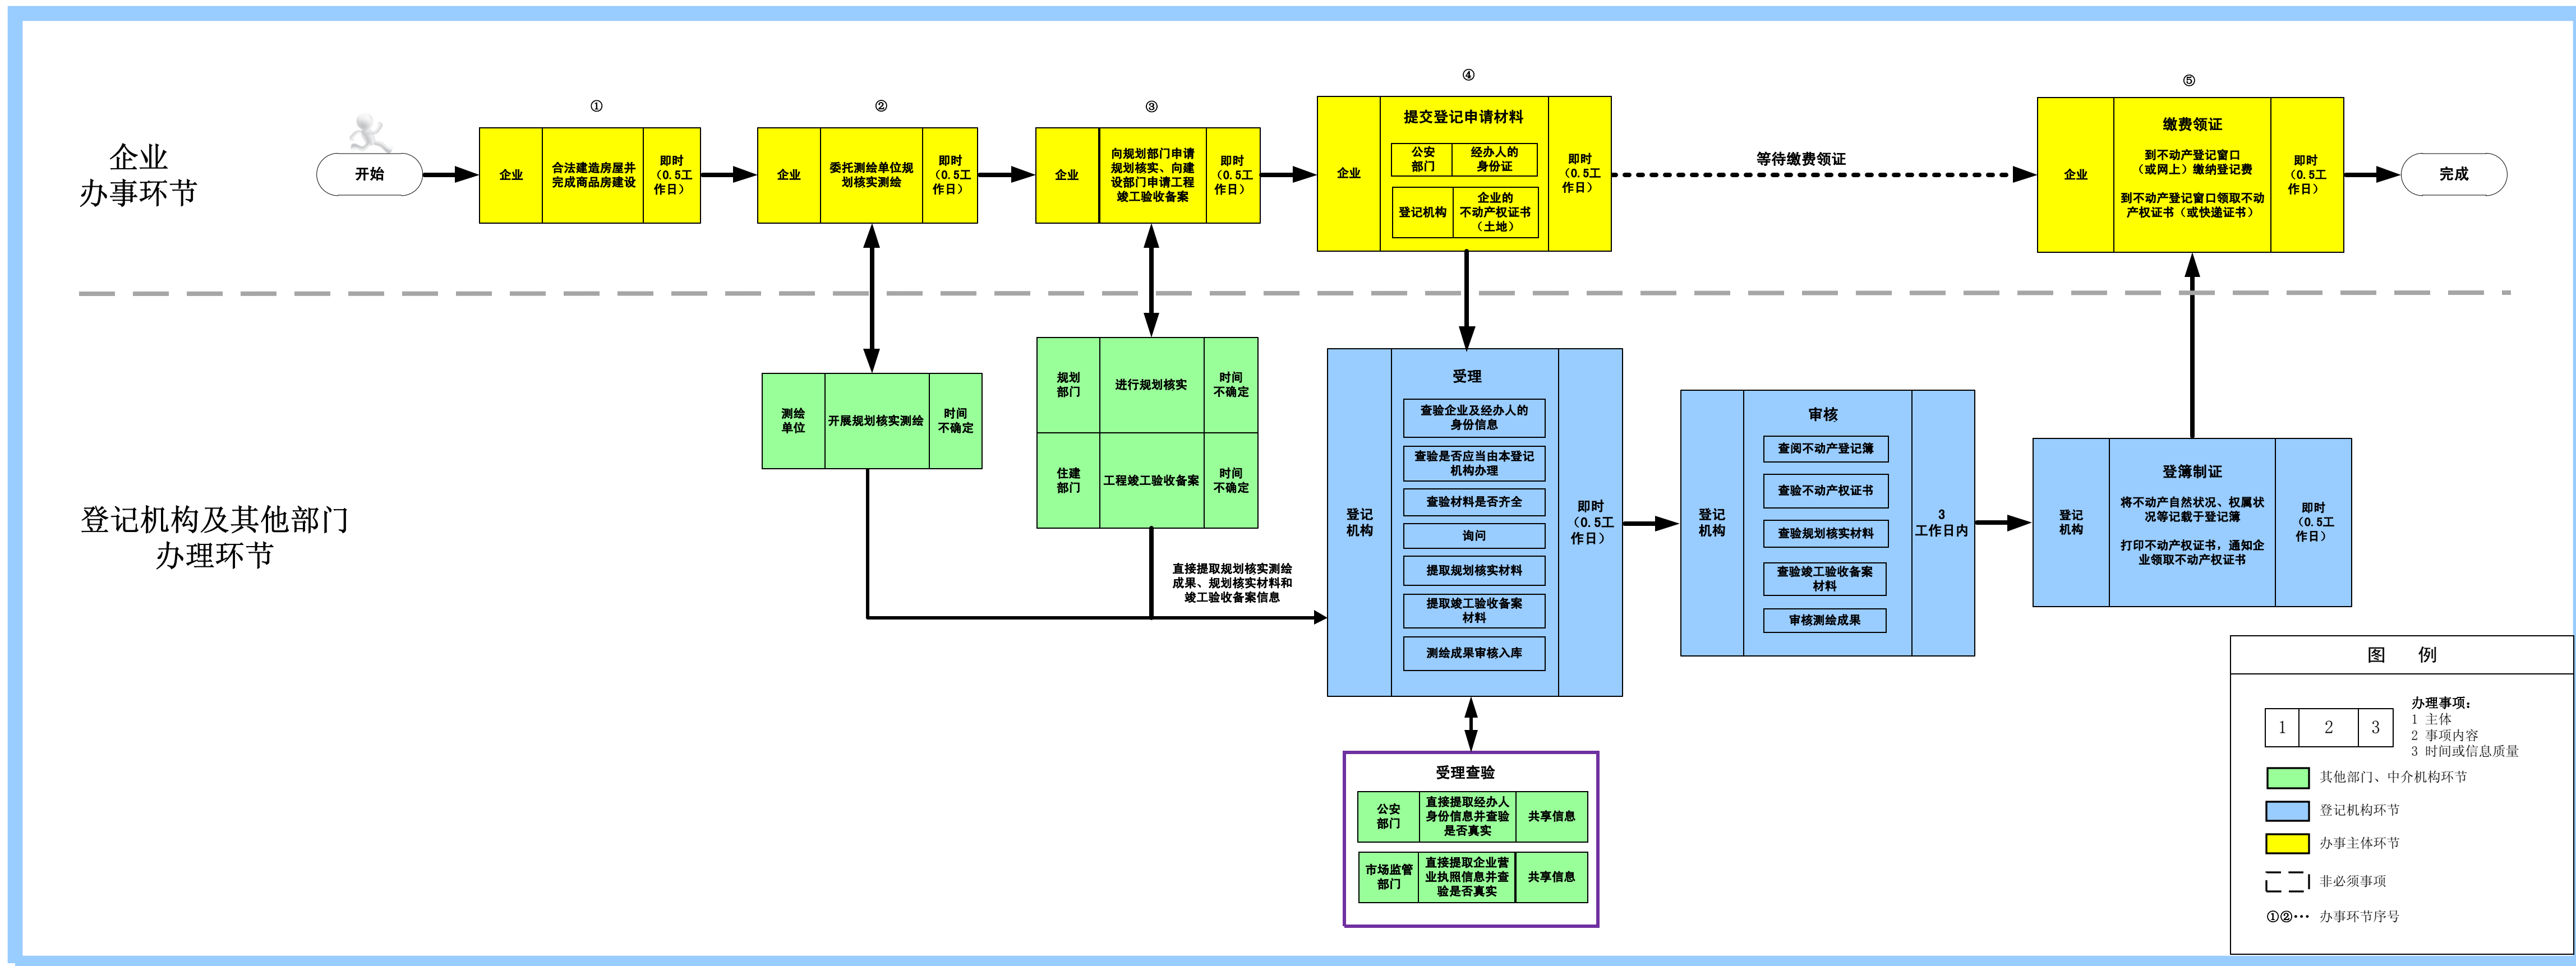 企业
办事环节
开始
①
企业
合法建造房屋并
完成商品房建设
即时
（0.5工
作日）
②
企业
委托测绘单位规
划核实测绘
即时
（0.5工
作日）
③
企业
向规划部门申请
规划核实、向建
设部门申请工程
竣工验收备案
即时
（0.5工
作日）
④
企业
提交登记申请材料
公安
部门
经办人的
身份证
登记机构
企业的
不动产权证书
（土地）
即时
（0.5工
作日）
等待缴费领证
⑤
企业
缴费领证
到不动产登记窗口
（或网上）缴纳登记费
到不动产登记窗口领取不动
产权证书（或快递证书）
即时
（0.5工
作日）
完成
登记机构及其他部门
办理环节
测绘
单位
开展规划核实测绘
时间
不确定
规划
部门
进行规划核实
时间
不确定
住建
部门
工程竣工验收备案
时间
不确定
直接提取规划核实测绘
成果、规划核实材料和
竣工验收备案信息
登记
机构
受理
查验企业及经办人的
身份信息
查验是否应当由本登记
机构办理
查验材料是否齐全
询问
提取规划核实材料
提取竣工验收备案
材料
测绘成果审核入库
即时
（0.5工
作日）
登记
机构
审核
查阅不动产登记簿
查验不动产权证书
查验规划核实材料
查验竣工验收备案
材料
审核测绘成果
3
工作日内
登记
机构
登簿制证
将不动产自然状况、权属状
况等记载于登记簿
打印不动产权证书，通知企
业领取不动产权证书
即时
（0.5工
作日）
受理查验
公安
部门
直接提取经办人
身份信息并查验
是否真实
共享信息
市场监管
部门
直接提取企业营
业执照信息并查
验是否真实
共享信息
图 例
1 2 3
办理事项：
1 主体
2 事项内容
3 时间或信息质量
其他部门、中介机构环节
登记机构环节
办事主体环节
非必须事项
①②… 办事环节序号